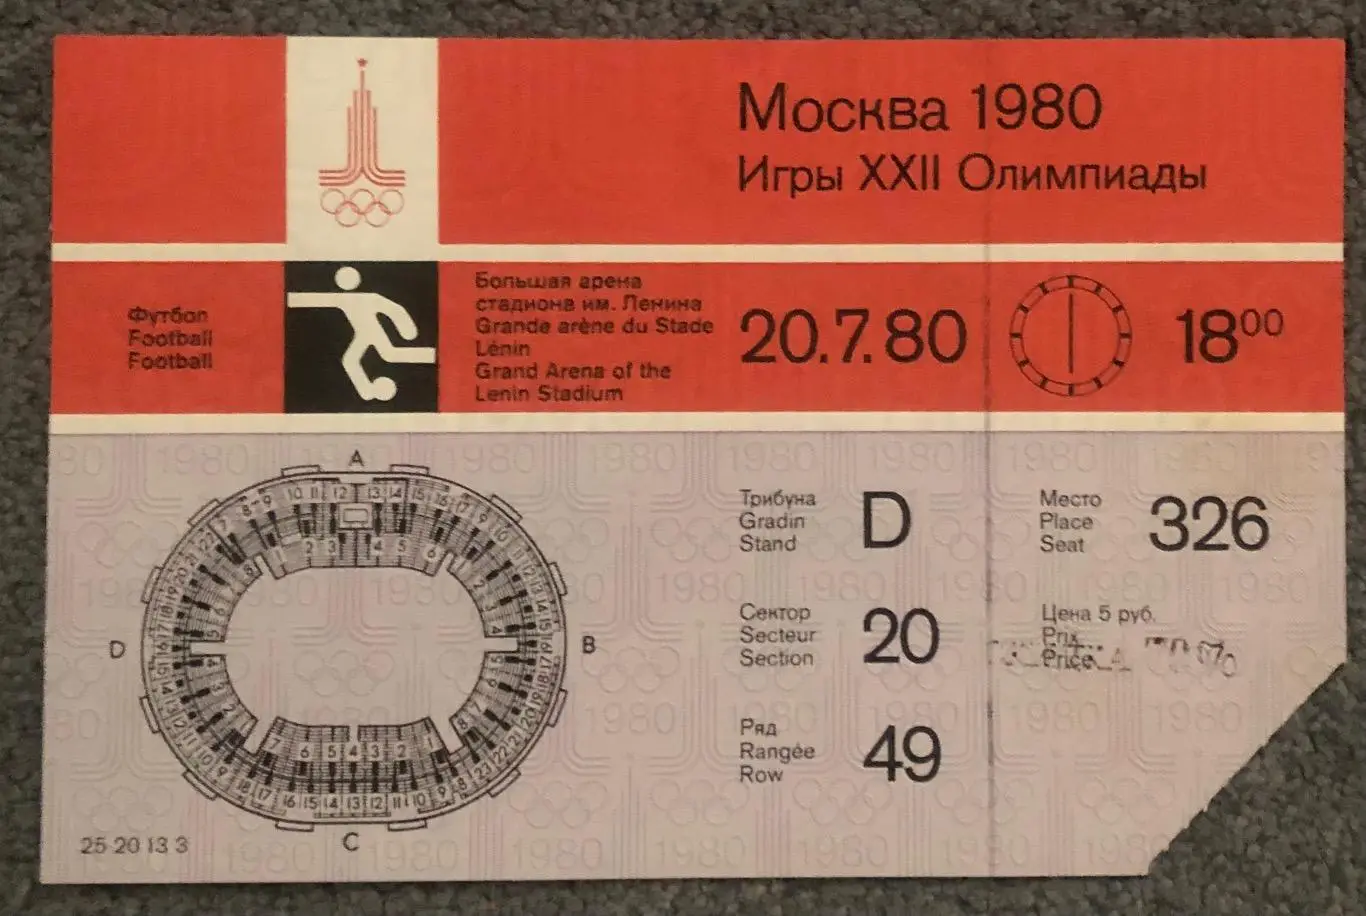 Москва 1980
Игры XXII Олимпиады
Футбол
Football
Football
Большая арена
стадиона им. Ленина
Grande arène du Stade
Lénin
Grand Arena of the
Lenin Stadium
20.7.80
18⁰⁰
A
B
C
D
Трибуна
Gradin
Stand
D
Место
Place
Seat
326
Сектор
Secteur
Section
20
Цена 5 руб.
Prix
Price
Ряд
Rangée
Row
49
25 20 13 3